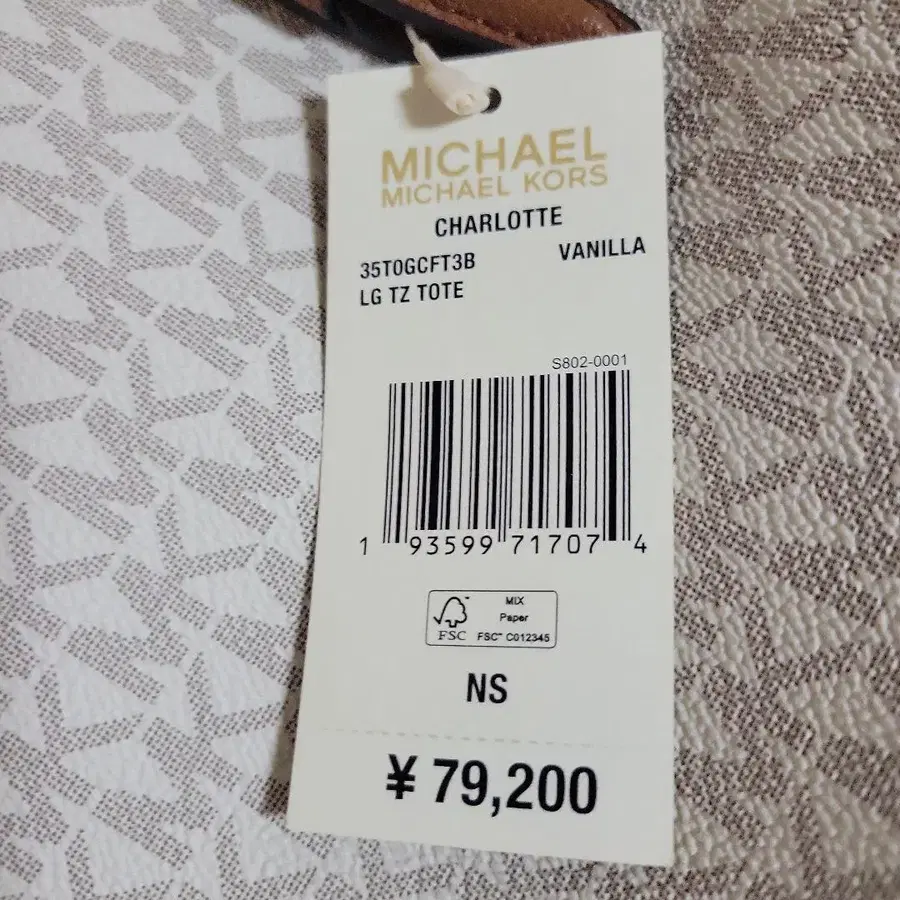 MICHAEL
MICHAEL KORS
CHARLOTTE
35T0GCFT3B VANILLA
LG TZ TOTE
S802-0001
1 93599 71707 4
MIX
Paper
FSC FSC™ C012345
NS
¥ 79,200